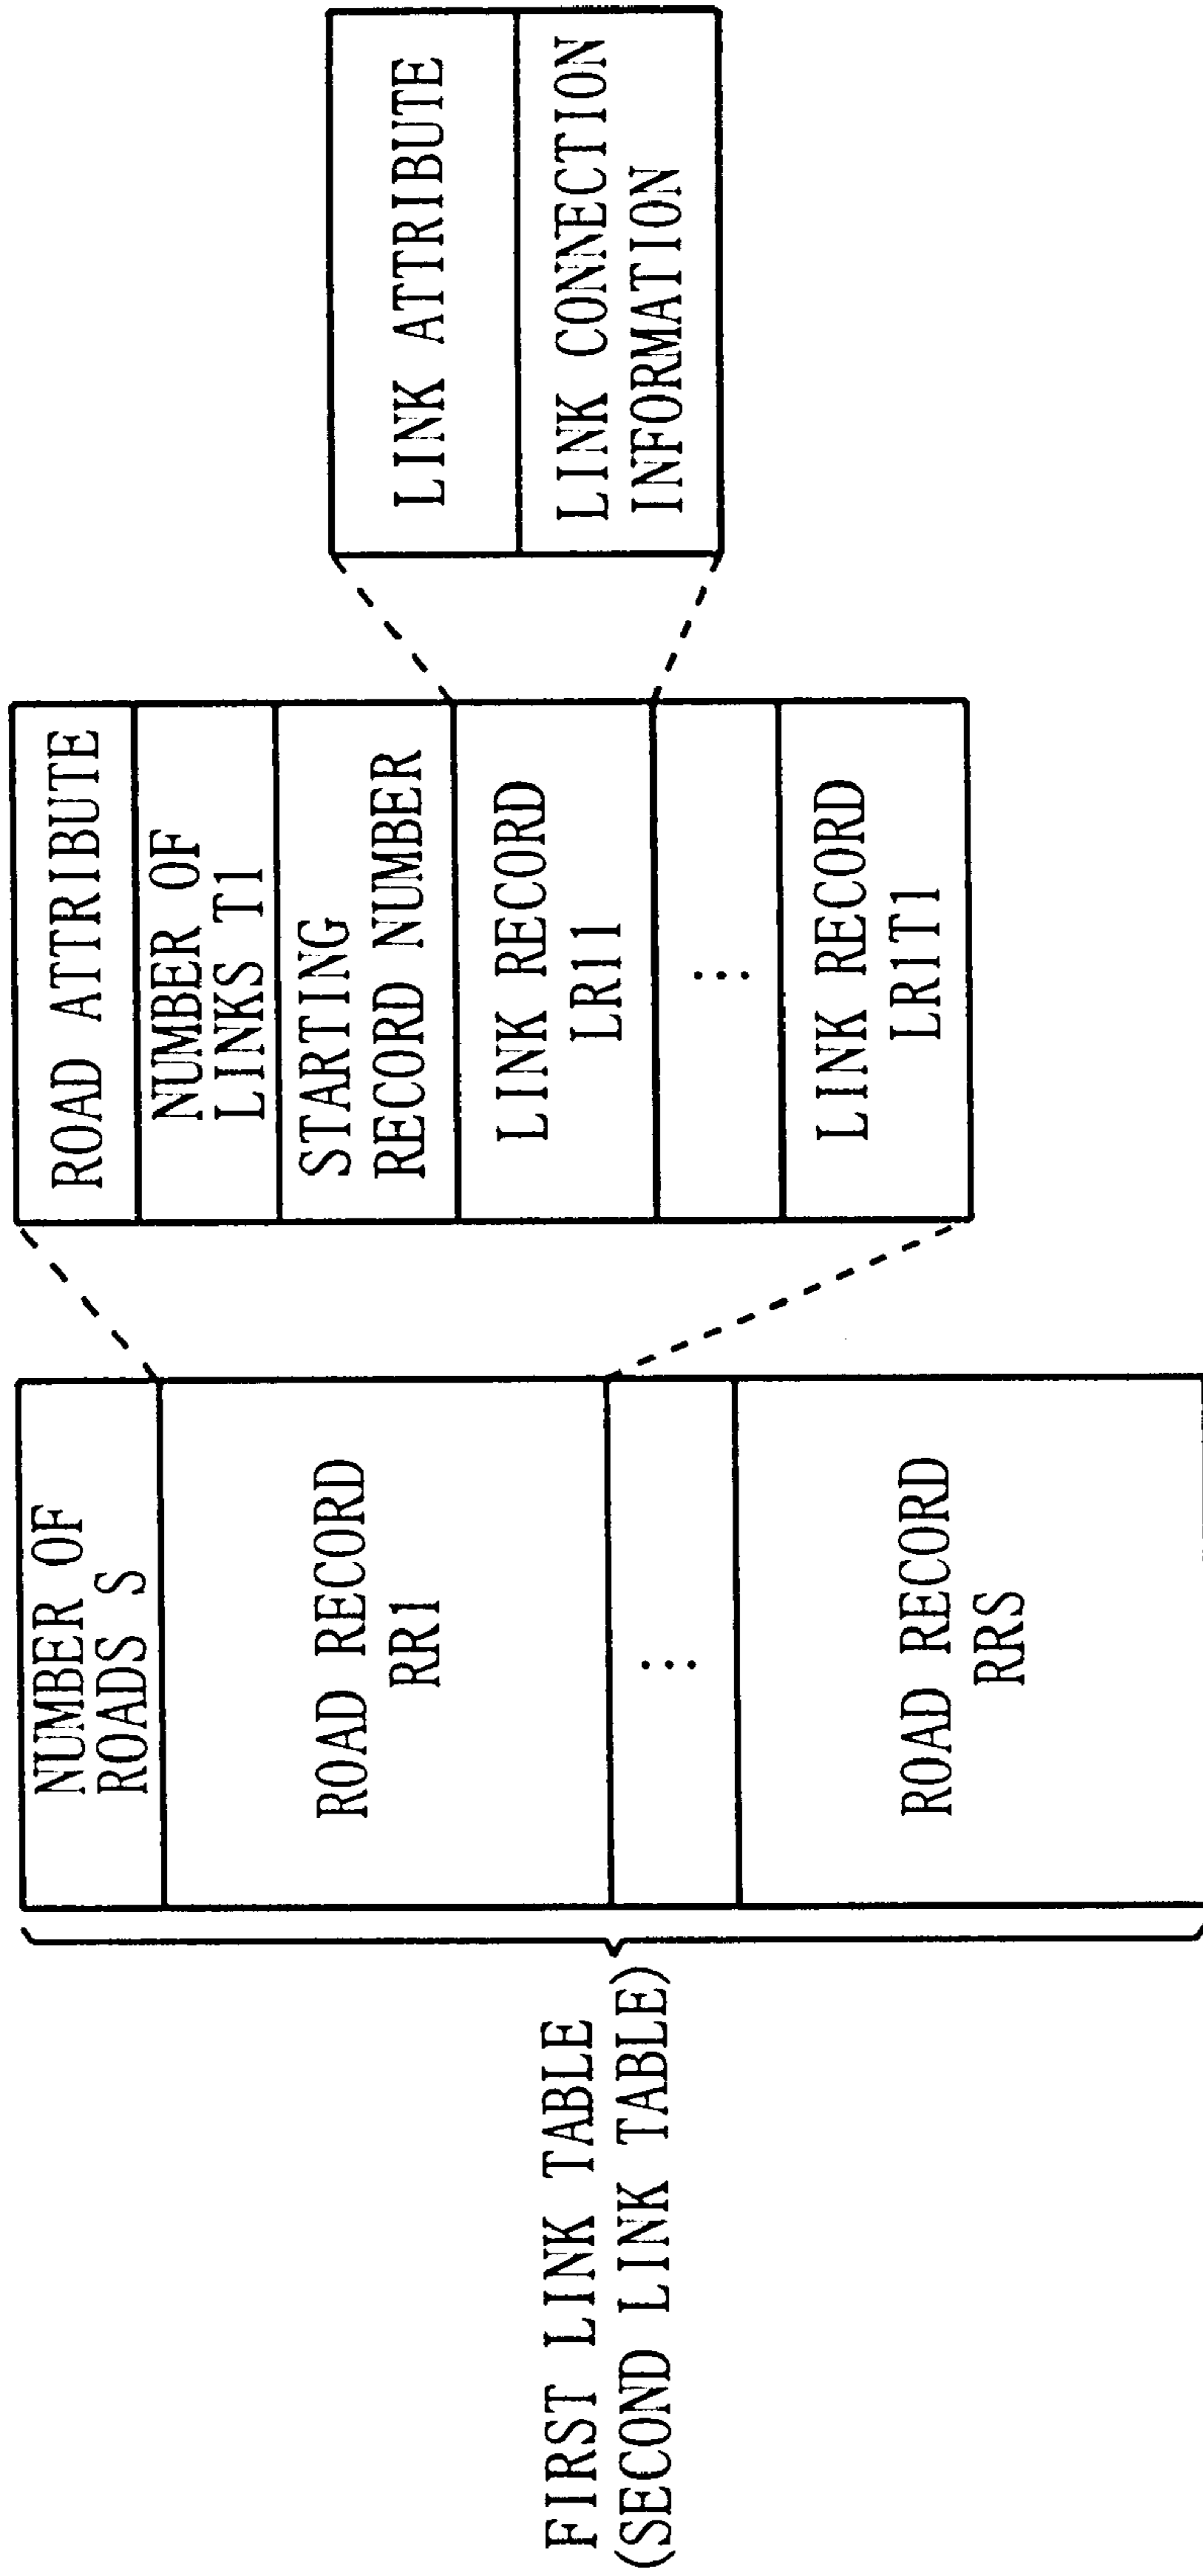 FIRST LINK TABLE
(SECOND LINK TABLE)
NUMBER OF
ROADS S
ROAD RECORD
RR1
...
ROAD RECORD
RRS
ROAD ATTRIBUTE
NUMBER OF
LINKS T1
STARTING
RECORD NUMBER
LINK RECORD
LR11
...
LINK RECORD
LR1T1
LINK ATTRIBUTE
LINK CONNECTION
INFORMATION